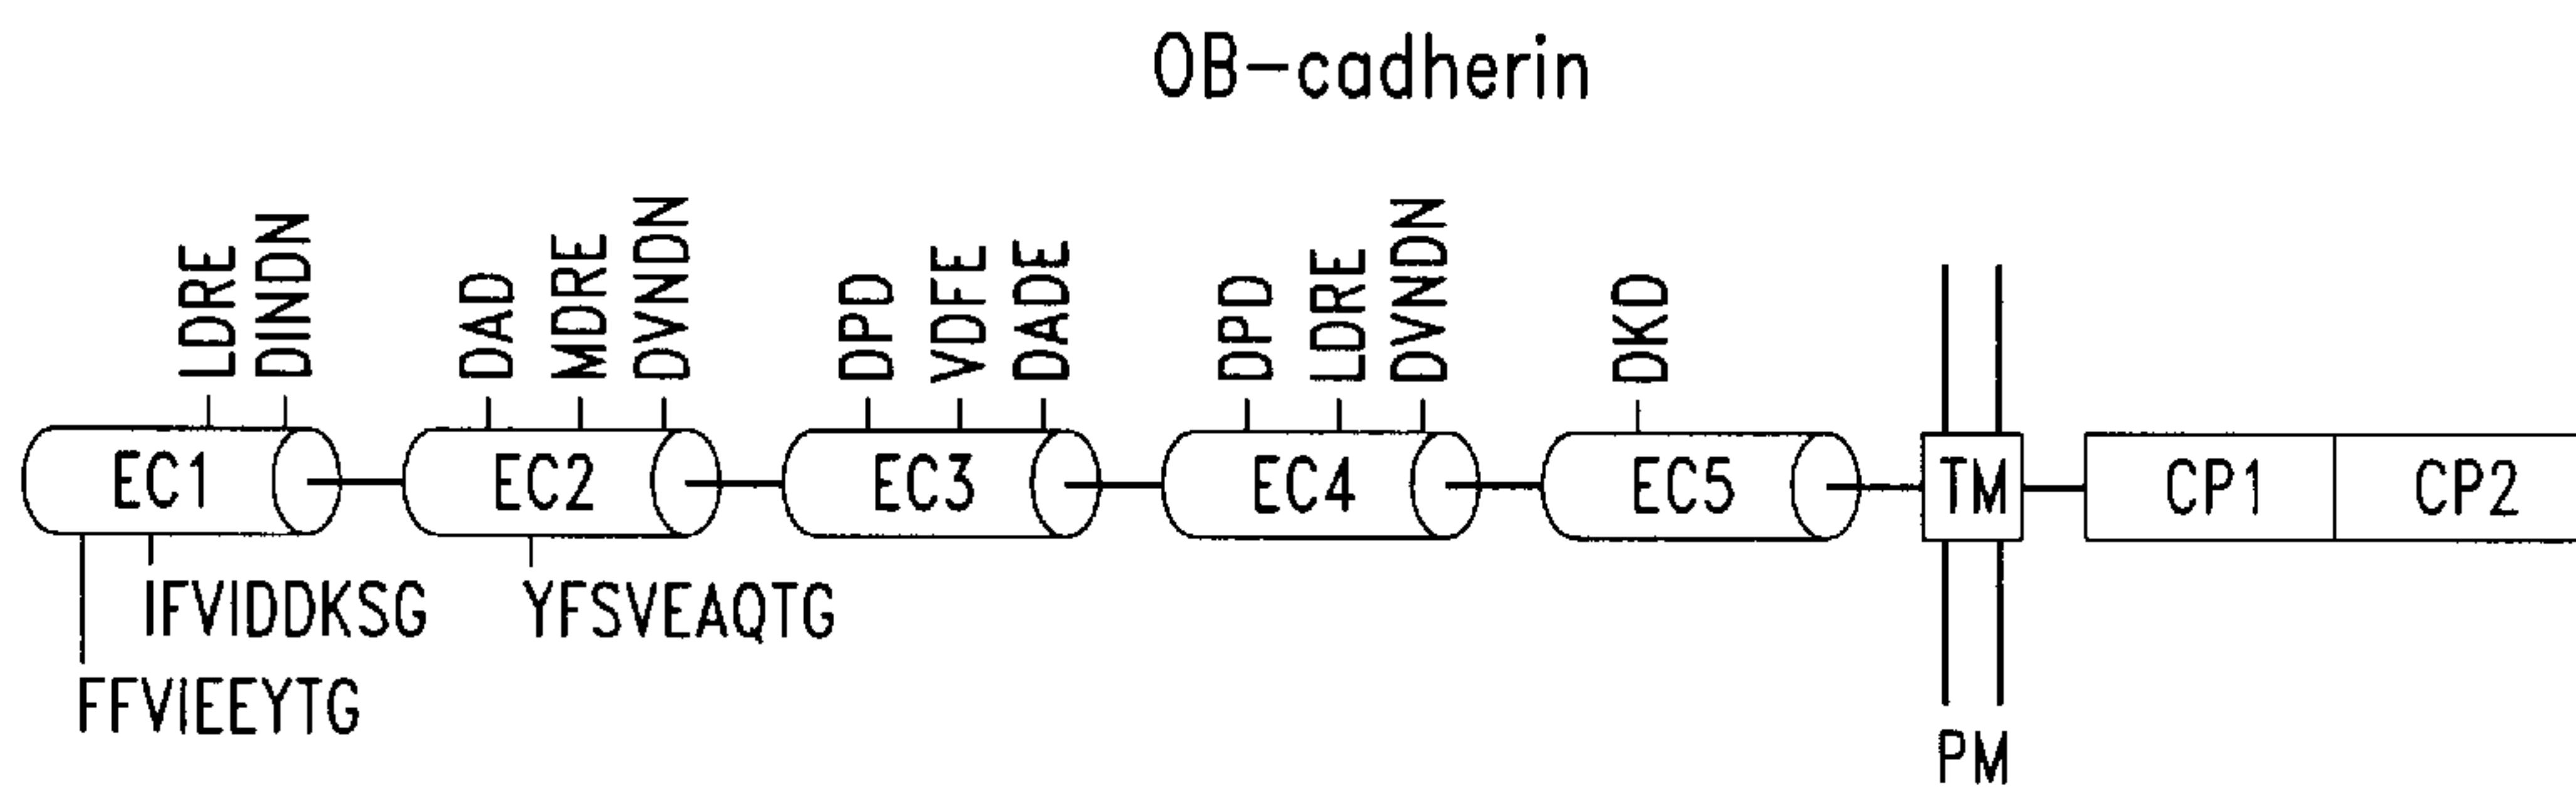 OB-cadherin
LDRE
DINDN
DAD
MDRE
DVNDN
DPD
VDFE
DADE
DPD
LDRE
DVNDN
DKD
EC1
EC2
EC3
EC4
EC5
TM
CP1
CP2
IFVIDDKSG
YFSVEAQTG
FFVIEEYTG
PM